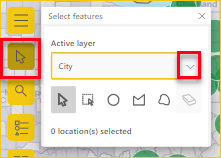 Select features
Active layer
City
0 location(s) selected